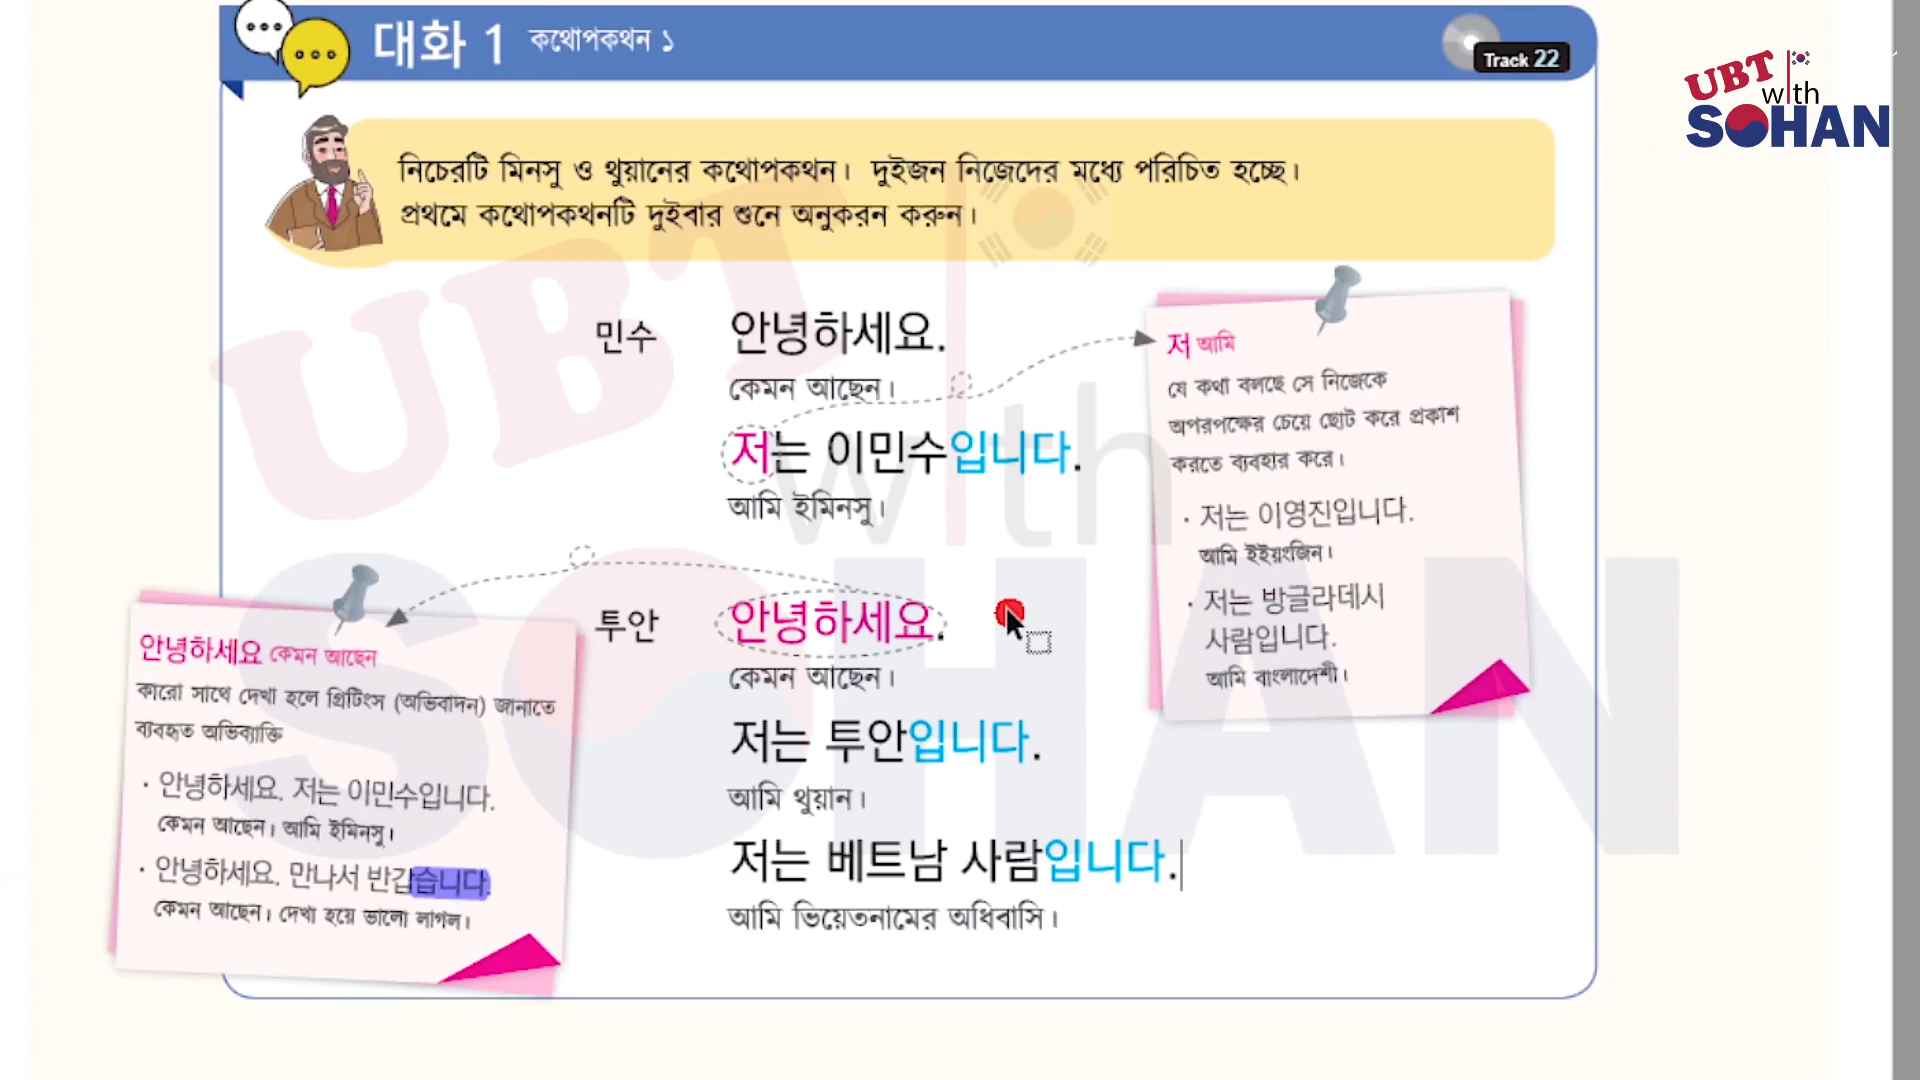 대화 1 কথোপকথন ১
Track 22
UBT
with
SOHAN
নিচেরটি মিনসু ও থুয়ানের কথোপকথন। দুইজন নিজেদের মধ্যে পরিচিত হচ্ছে।
প্রথমে কথোপকথনটি দুইবার শুনে অনুকরন করুন।
민수 안녕하세요.
কেমন আছেন।
저는 이민수입니다.
আমি ইমিনসু।
투안 안녕하세요.
কেমন আছেন।
저는 투안입니다.
আমি থুয়ান।
저는 베트남 사람입니다.
আমি ভিয়েতনামের অধিবাসি।
저 আমি
যে কথা বলছে সে নিজেকে
অপরপক্ষের চেয়ে ছোট করে প্রকাশ
করতে ব্যবহার করে।
· 저는 이영진입니다.
আমি ইইয়ংজিন।
· 저는 방글라데시
사람입니다.
আমি বাংলাদেশী।
안녕하세요 কেমন আছেন
কারো সাথে দেখা হলে গ্রিটিংস (অভিবাদন) জানাতে
ব্যবহৃত অভিব্যাক্তি
· 안녕하세요. 저는 이민수입니다.
কেমন আছেন। আমি ইমিনসু।
· 안녕하세요. 만나서 반갑습니다.
কেমন আছেন। দেখা হয়ে ভালো লাগল।
UBT
with
SOHAN